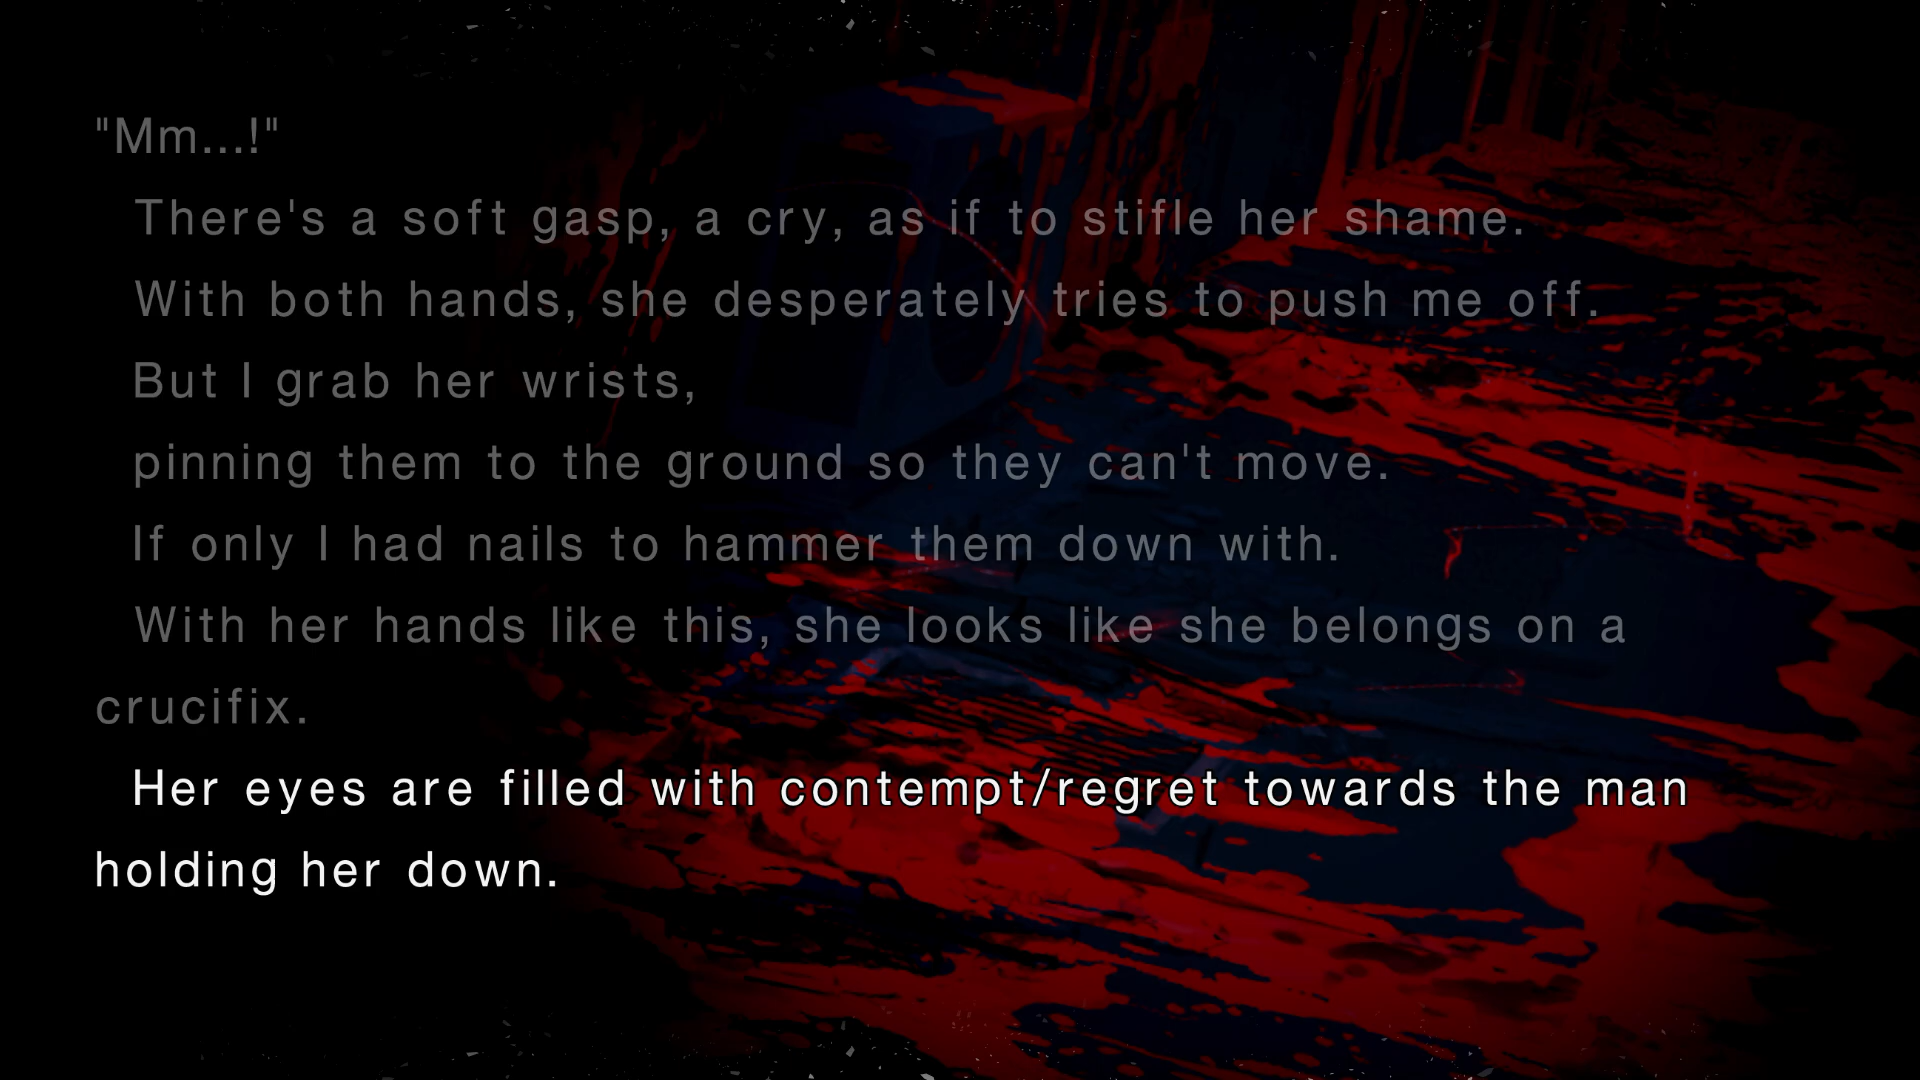 "Mm...!"
There's a soft gasp, a cry, as if to stifle her shame.
With both hands, she desperately tries to push me off.
But I grab her wrists,
pinning them to the ground so they can't move.
If only I had nails to hammer them down with.
With her hands like this, she looks like she belongs on a
crucifix.
Her eyes are filled with contempt/regret towards the man
holding her down.